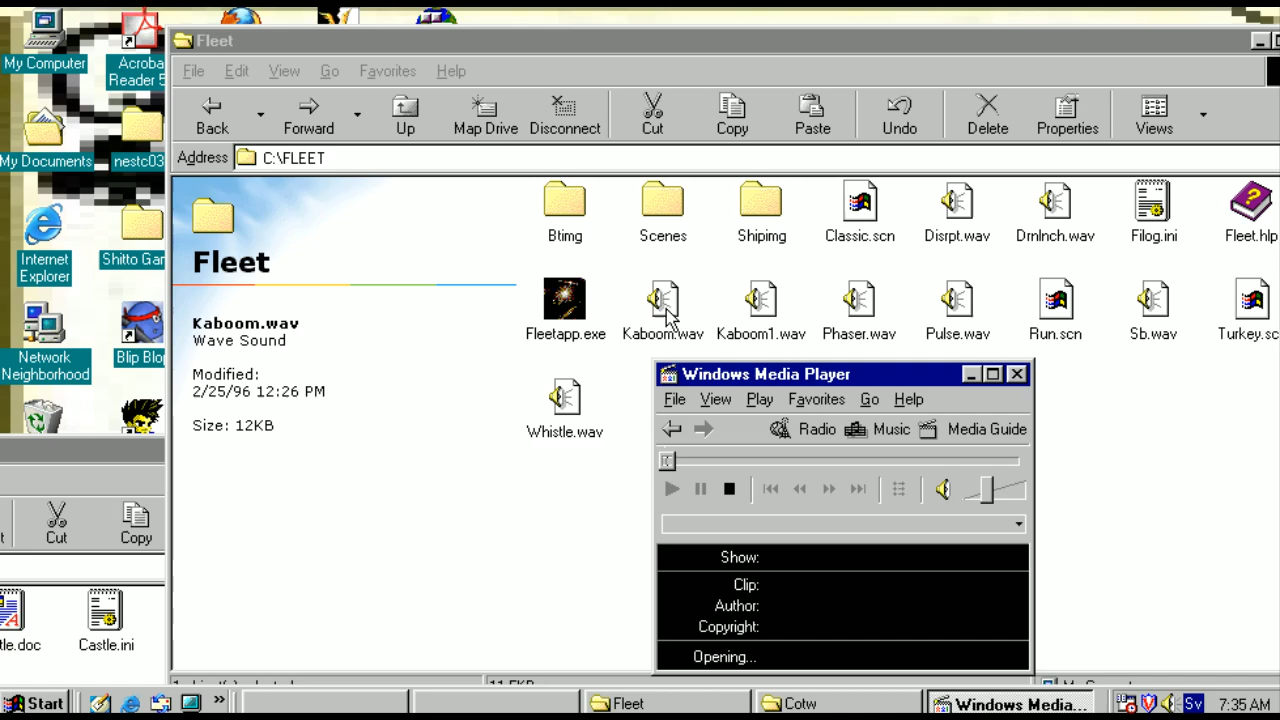 My Computer
Acroba
Reader 5
My Documents
nestc03
Internet
Explorer
Shitto Gar
Network
Neighborhood
Blip Blo
Fleet
File Edit View Go Favorites Help
Back Forward Up Map Drive Disconnect Cut Copy Paste Undo Delete Properties Views
Address C:\FLEET
Fleet
Kaboom.wav
Wave Sound
Modified:
2/25/96 12:26 PM
Size: 12KB
Btimg Scenes Shipimg Classic.scn Disrpt.wav Drnlnch.wav Filog.ini Fleet.hlp
Fleetapp.exe Kaboom.wav Kaboom1.wav Phaser.wav Pulse.wav Run.scn Sb.wav Turkey.sc
Whistle.wav
Windows Media Player
File View Play Favorites Go Help
Radio Music Media Guide
Show:
Clip:
Author:
Copyright:
Opening...
t Cut Copy
tle.doc Castle.ini
Start » Fleet Cotw Windows Media... Sv 7:35 AM